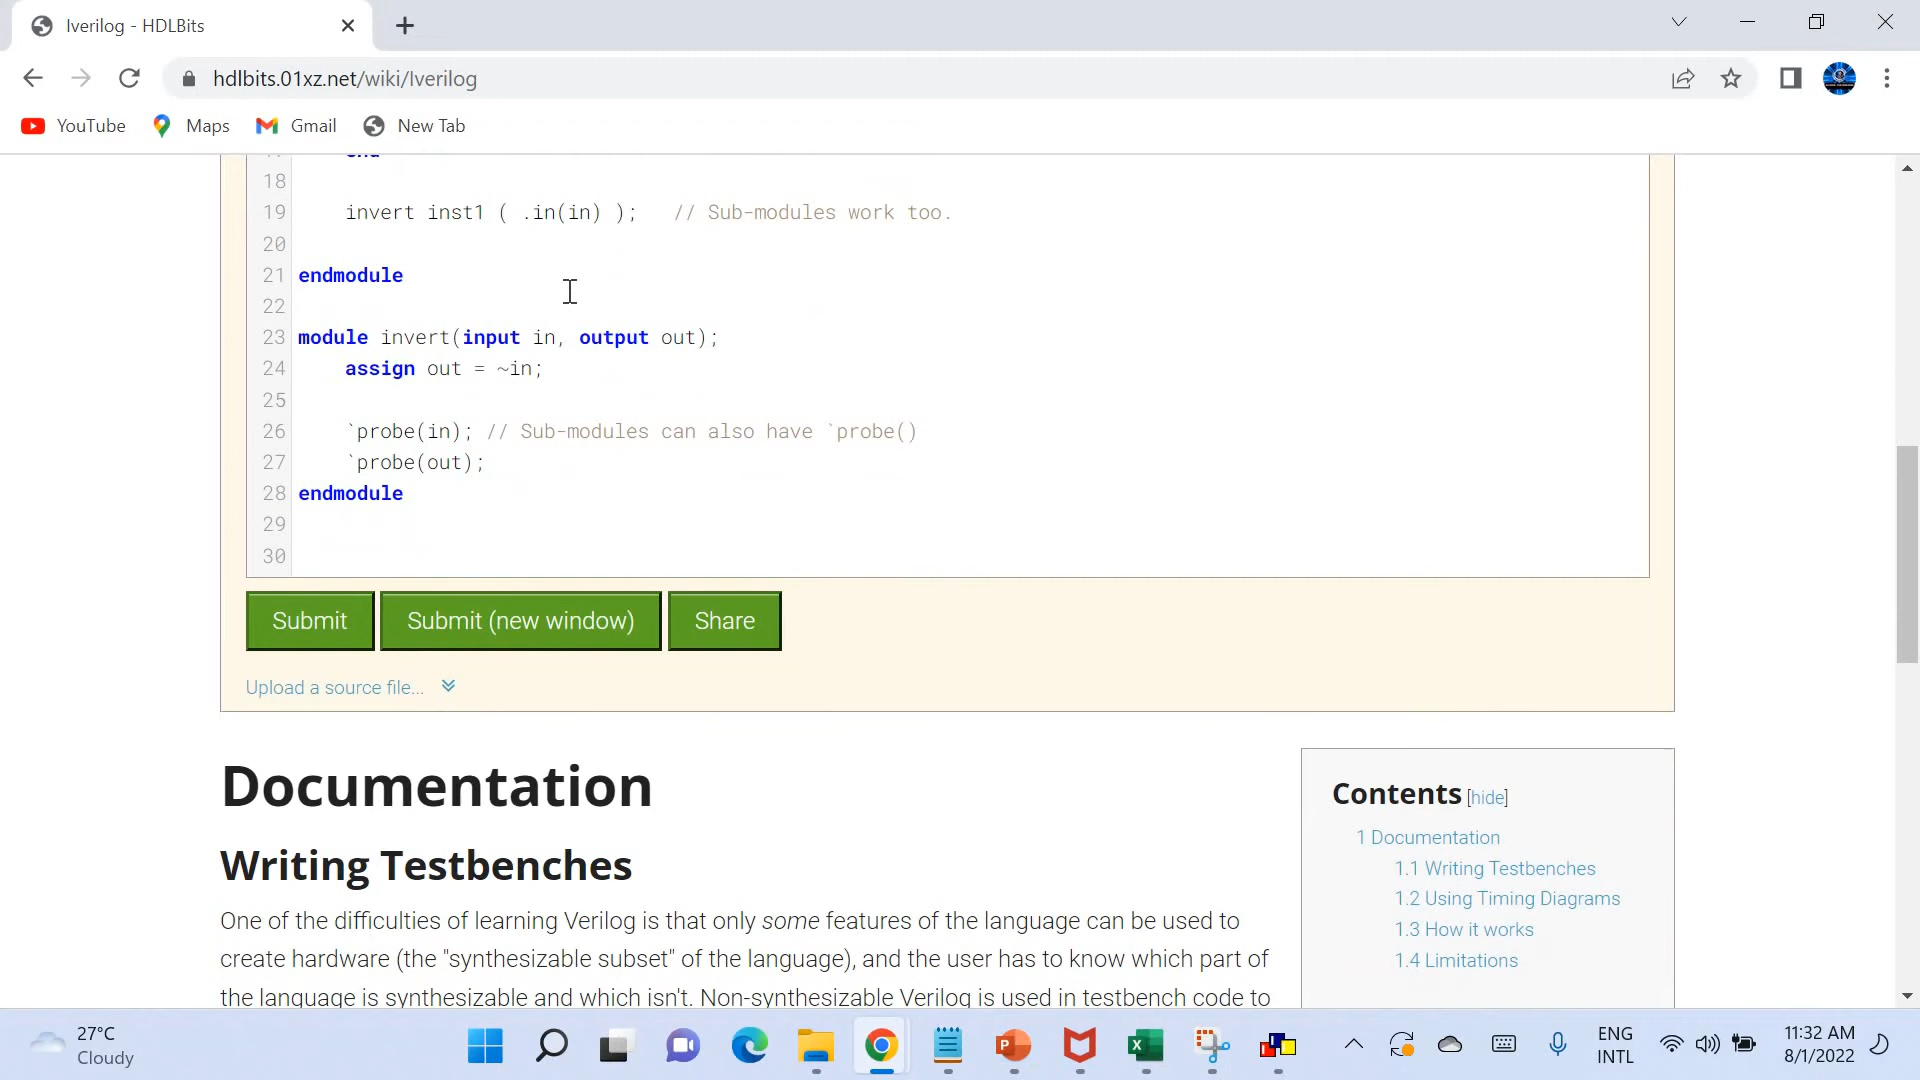 Iverilog - HDLBits
hdlbits.01xz.net/wiki/Iverilog
YouTube Maps Gmail New Tab
end
18
19 invert inst1 ( .in(in) ); // Sub-modules work too.
20
21 endmodule
22
23 module invert(input in, output out);
24 assign out = ~in;
25
26 `probe(in); // Sub-modules can also have `probe()
27 `probe(out);
28 endmodule
29
30
Submit Submit (new window) Share
Upload a source file...
Documentation
Writing Testbenches
One of the difficulties of learning Verilog is that only some features of the language can be used to
create hardware (the "synthesizable subset" of the language), and the user has to know which part of
the language is synthesizable and which isn't. Non-synthesizable Verilog is used in testbench code to
Contents [hide]
1 Documentation
1.1 Writing Testbenches
1.2 Using Timing Diagrams
1.3 How it works
1.4 Limitations
27°C
Cloudy
ENG
INTL
11:32 AM
8/1/2022